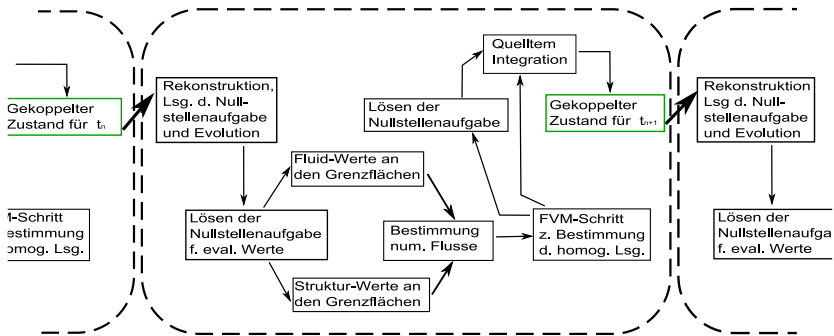 Gekoppelter
Zustand für tn
M-Schritt
estimmung
omog. Lsg.
Rekonstruktion,
Lsg. d. Null-
stellenaufgabe
und Evolution
Lösen der
Nullstellenaufgabe
f. eval. Werte
Fluid-Werte an
den Grenzflächen
Struktur-Werte an
den Grenzflächen
Bestimmung
num. Flusse
FVM-Schritt
z. Bestimmung
d. homog. Lsg.
Lösen der
Nullstellenaufgabe
Quelltem
Integration
Gekoppelter
Zustand für tn+1
Rekonstruktion
Lsg d. Null-
stellenaufgabe
und Evolution
Lösen der
Nullstellenaufga
f. eval. Werte